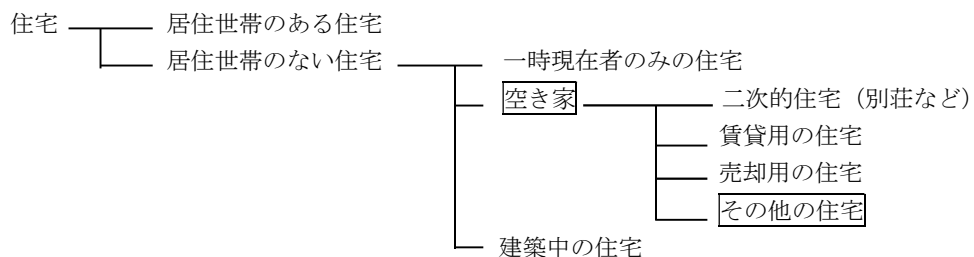 住宅 居住世帯のある住宅
居住世帯のない住宅 一時現在者のみの住宅
空き家 二次的住宅（別荘など）
賃貸用の住宅
売却用の住宅
その他の住宅
建築中の住宅